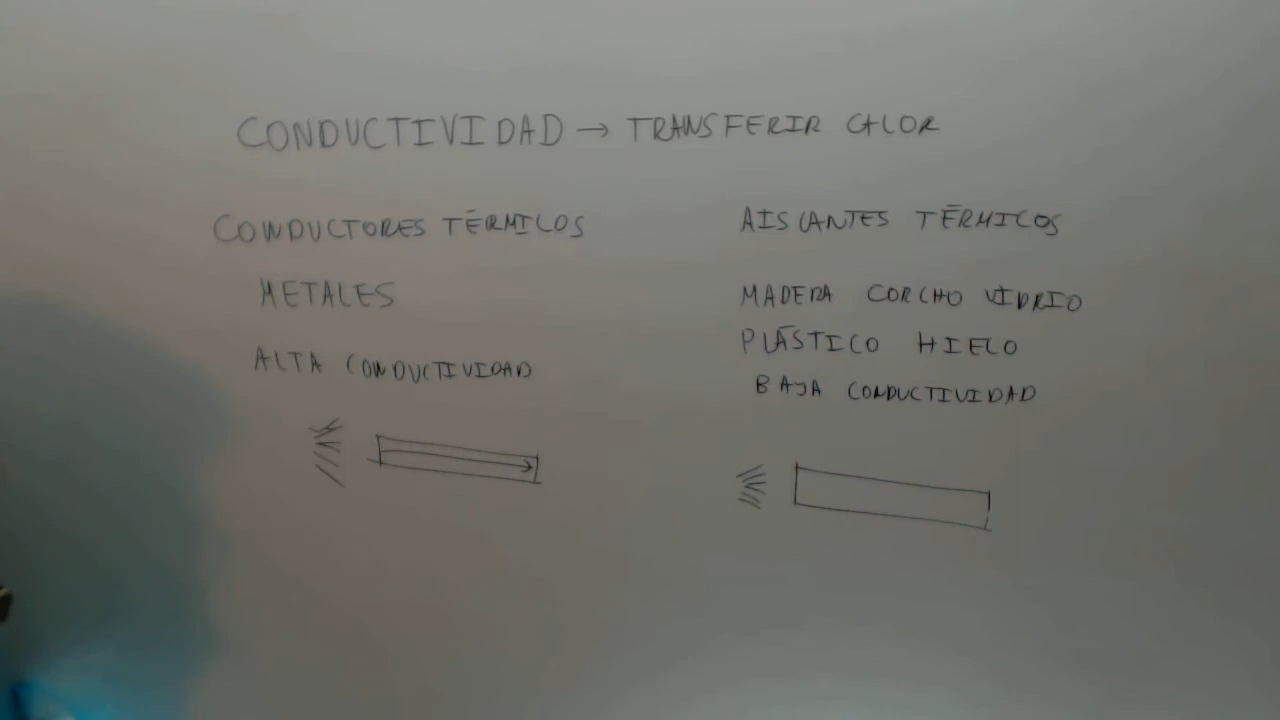 CONDUCTIVIDAD → TRANSFERIR CALOR
CONDUCTORES TÉRMICOS
METALES
ALTA CONDUCTIVIDAD
AISLANTES TÉRMICOS
MADERA CORCHO VIDRIO
PLÁSTICO HIELO
BAJA CONDUCTIVIDAD